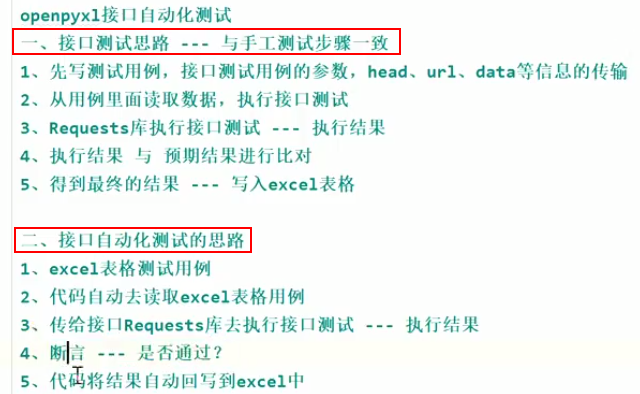 openpyxl接口自动化测试
一、接口测试思路 --- 与手工测试步骤一致
1、先写测试用例，接口测试用例的参数，head、url、data等信息的传输
2、从用例里面读取数据，执行接口测试
3、Requests库执行接口测试 --- 执行结果
4、执行结果 与 预期结果进行比对
5、得到最终的结果 --- 写入excel表格
二、接口自动化测试的思路
1、excel表格测试用例
2、代码自动去读取excel表格用例
3、传给接口Requests库去执行接口测试 --- 执行结果
4、断言 --- 是否通过？
5、代码将结果自动回写到excel中